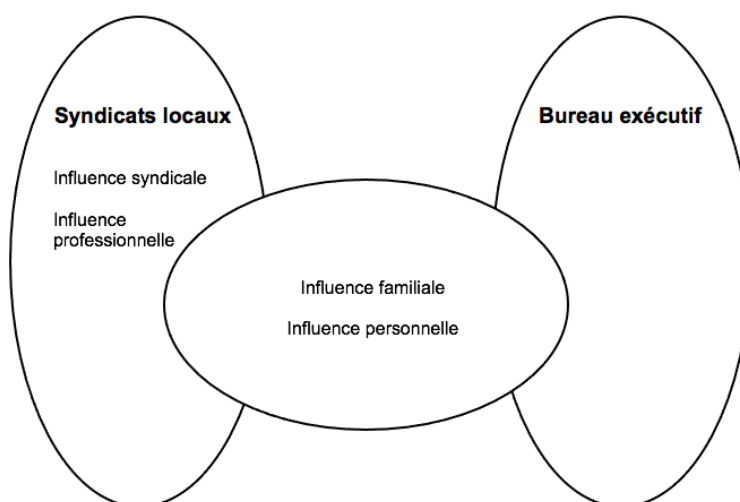 Syndicats locaux
Bureau exécutif
Influence syndicale
Influence
professionnelle
Influence familiale
Influence personnelle